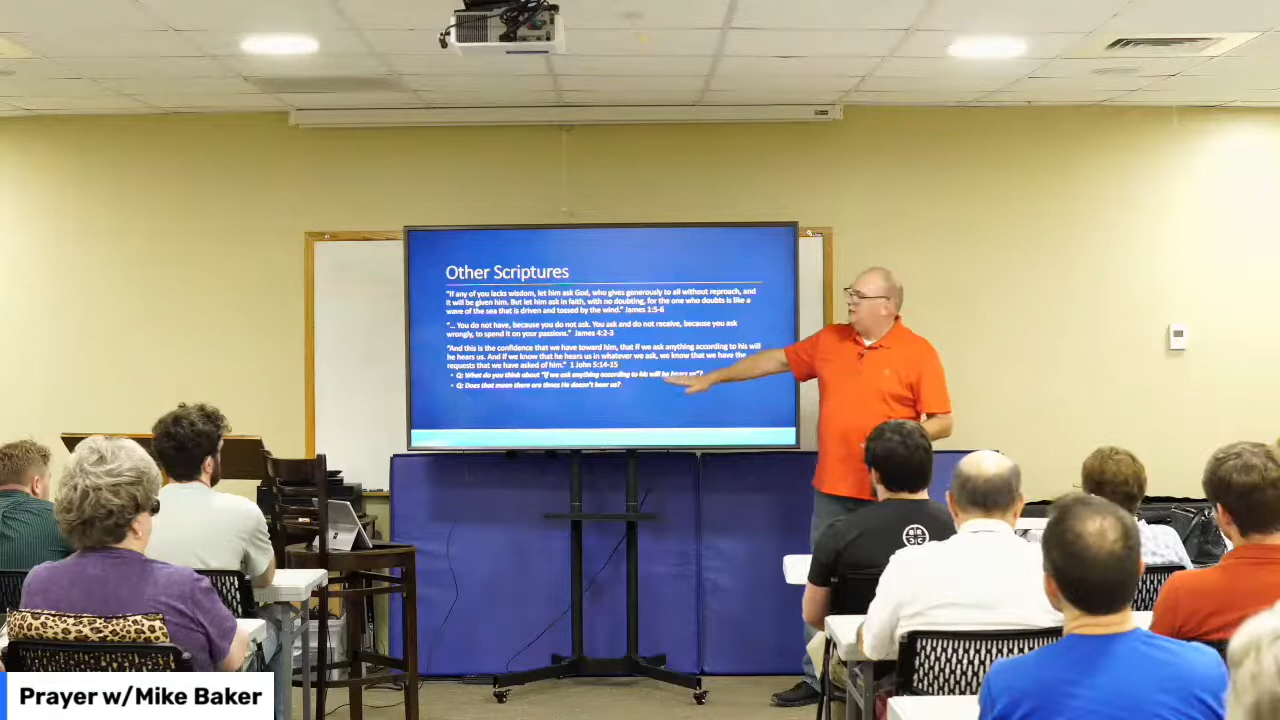 Other Scriptures
"If any of you lacks wisdom, let him ask God, who gives generously to all without reproach, and
it will be given him. But let him ask in faith, with no doubting, for the one who doubts is like a
wave of the sea that is driven and tossed by the wind." James 1:5-6
"... You do not have, because you do not ask. You ask and do not receive, because you ask
wrongly, to spend it on your passions." James 4:2-3
"And this is the confidence that we have toward him, that if we ask anything according to his will
he hears us. And if we know that he hears us in whatever we ask, we know that we have the
requests that we have asked of him." 1 John 5:14-15
• Q: What do you think about "If we ask anything according to his will he hears us"?
• Q: Does that mean there are times He doesn't hear us?
B R
C C
Prayer w/Mike Baker